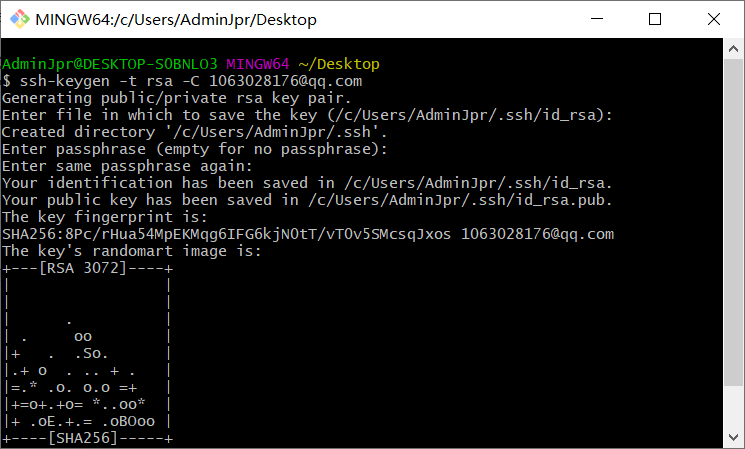 MINGW64:/c/Users/AdminJpr/Desktop
AdminJpr@DESKTOP-S0BNLO3 MINGW64 ~/Desktop
$ ssh-keygen -t rsa -C 1063028176@qq.com
Generating public/private rsa key pair.
Enter file in which to save the key (/c/Users/AdminJpr/.ssh/id_rsa):
Created directory '/c/Users/AdminJpr/.ssh'.
Enter passphrase (empty for no passphrase):
Enter same passphrase again:
Your identification has been saved in /c/Users/AdminJpr/.ssh/id_rsa.
Your public key has been saved in /c/Users/AdminJpr/.ssh/id_rsa.pub.
The key fingerprint is:
SHA256:8Pc/rHua54MpEKMqg6IFG6kjN0tT/vT0v5SMcsqJxos 1063028176@qq.com
The key's randomart image is:
+---[RSA 3072]----+
|                 |
|                 |
|      .          |
| .     oo        |
|+   .  .So.      |
|.+ o  . .. + .   |
|=.* .o. o.o =+   |
|+=o+.+o= *..oo*  |
|+ .oE.+.= .oBOoo |
+----[SHA256]-----+